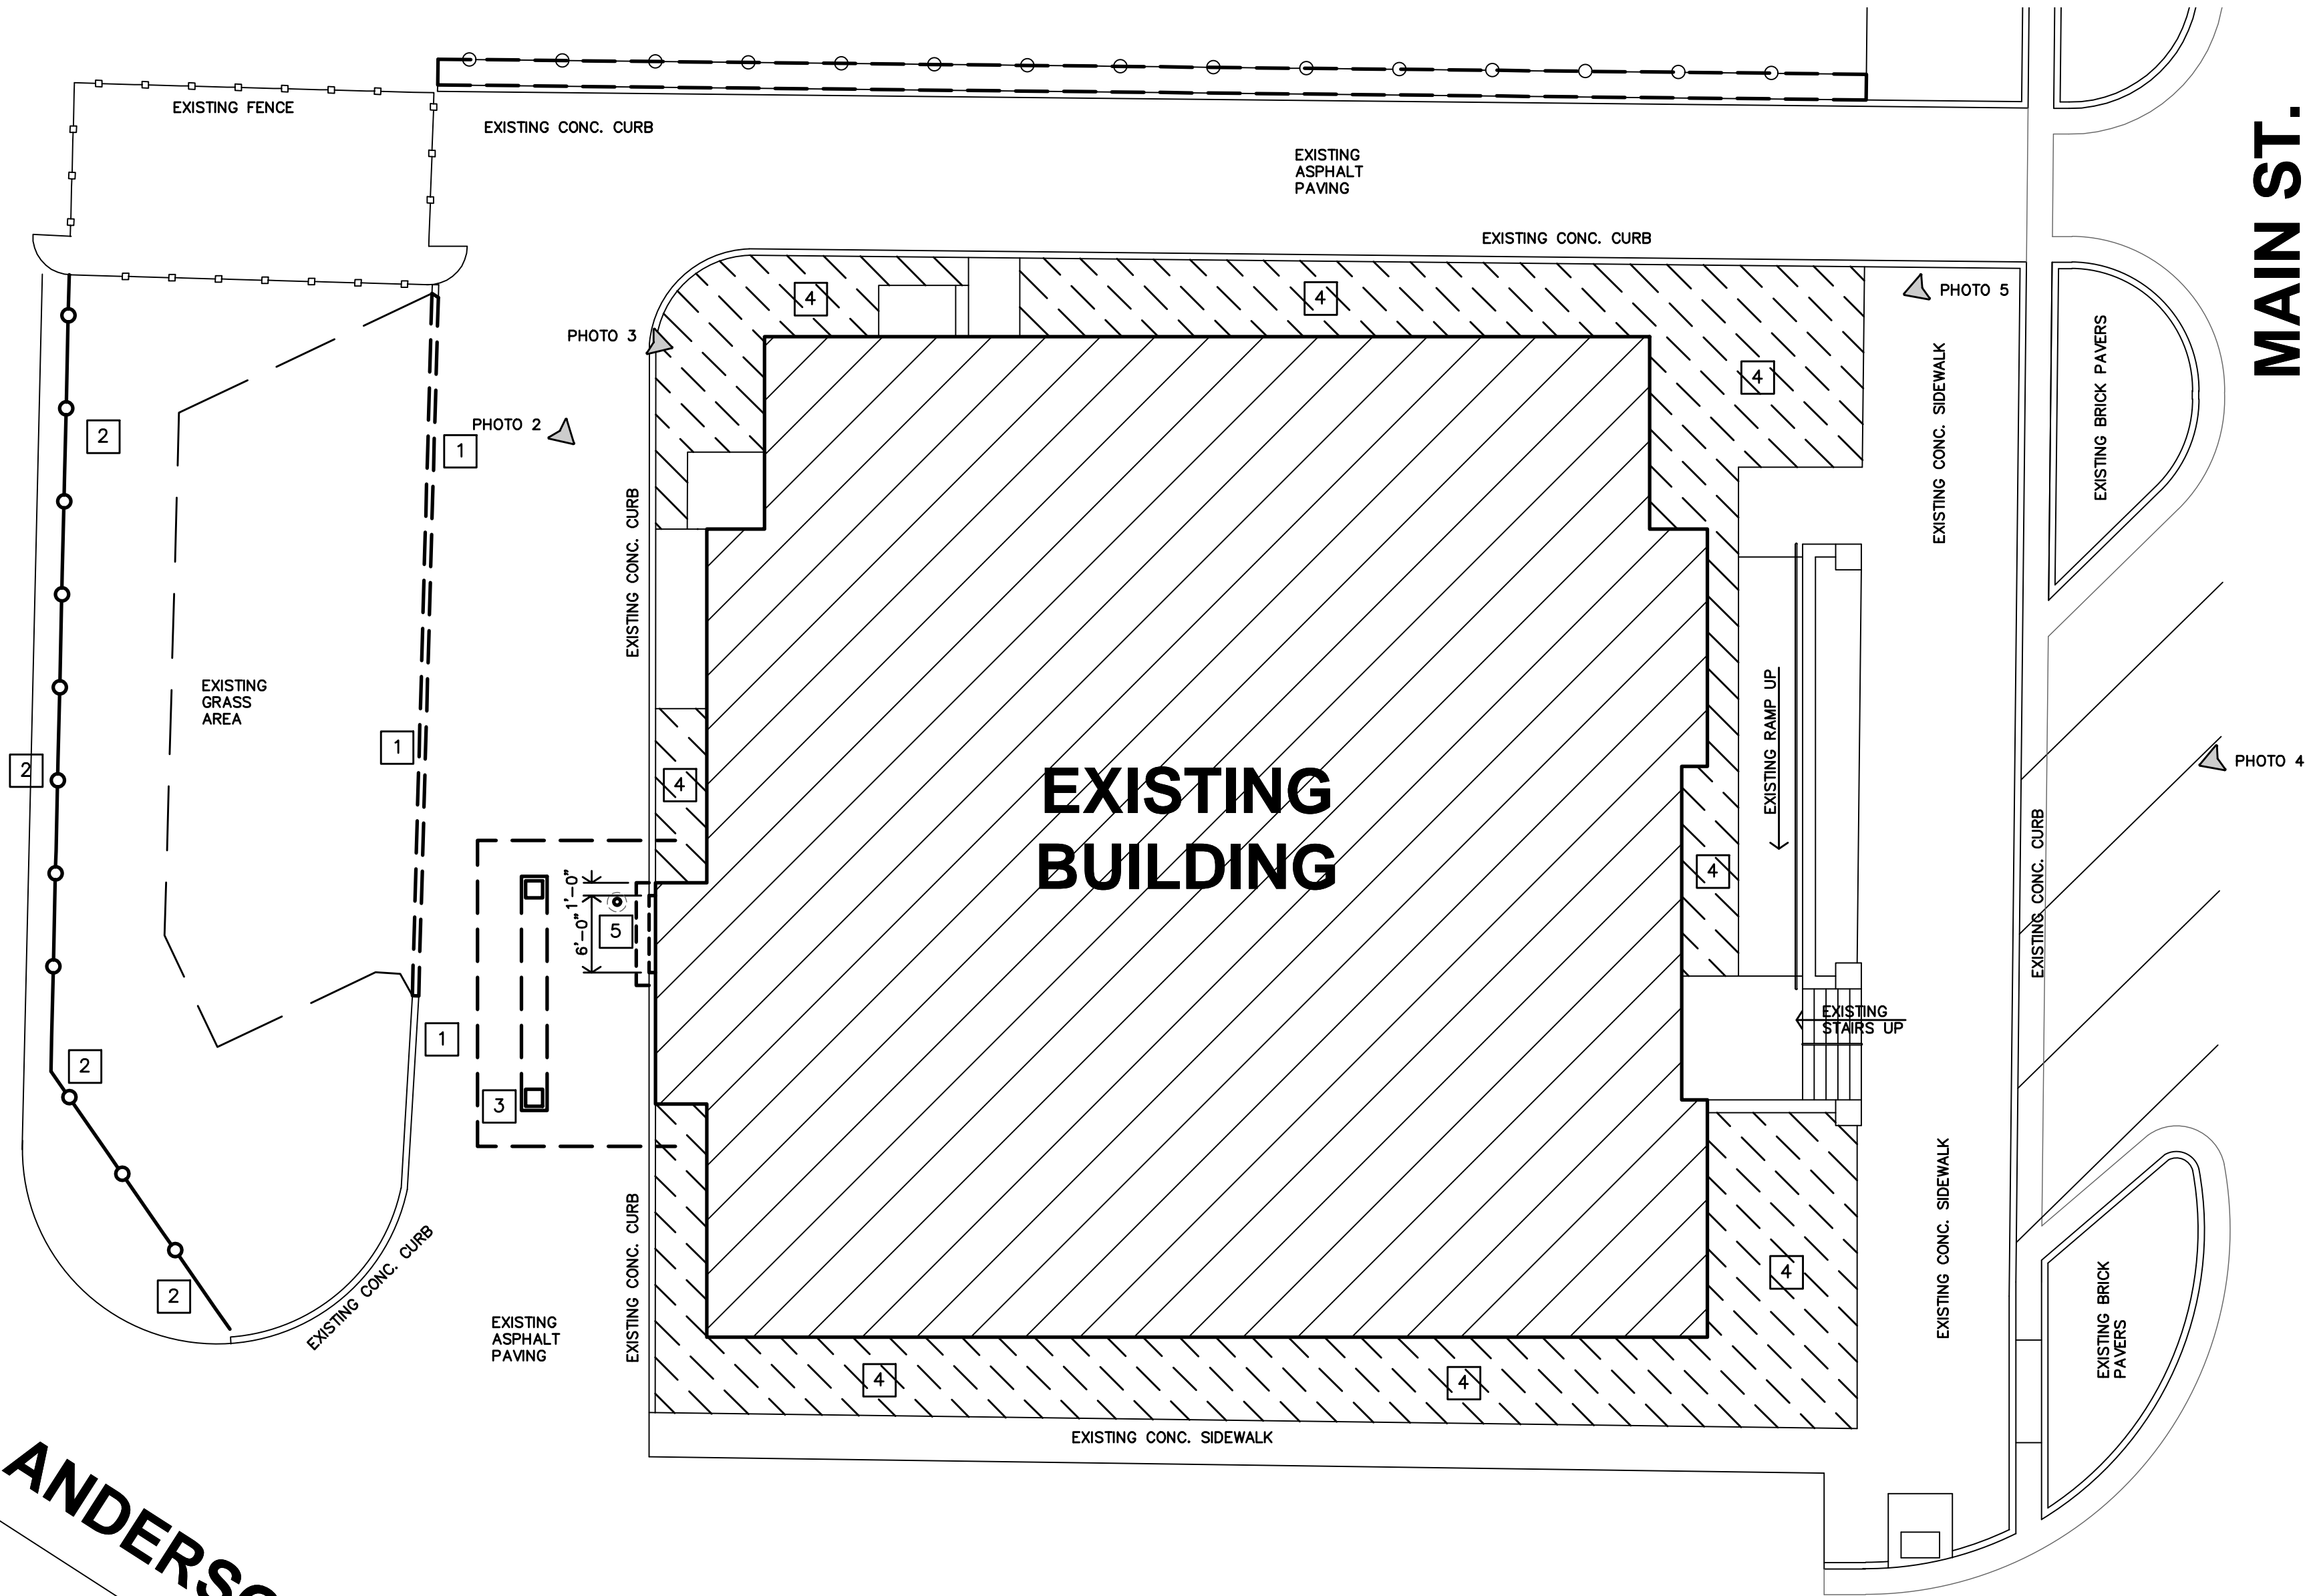 EXISTING FENCE
EXISTING CONC. CURB
EXISTING
ASPHALT
PAVING
MAIN ST.
EXISTING CONC. CURB
4
4
PHOTO 5
PHOTO 3
4
EXISTING CONC. SIDEWALK
EXISTING BRICK PAVERS
2
1
PHOTO 2
EXISTING CONC. CURB
EXISTING
GRASS
AREA
1
2
4
EXISTING
BUILDING
EXISTING RAMP UP
PHOTO 4
4
EXISTING CONC. CURB
1'-0"
6'-0"
5
EXISTING
STAIRS UP
1
2
3
EXISTING CONC. CURB
EXISTING CONC. SIDEWALK
4
2
EXISTING CONC. CURB
EXISTING BRICK
PAVERS
EXISTING
ASPHALT
PAVING
4
4
EXISTING CONC. SIDEWALK